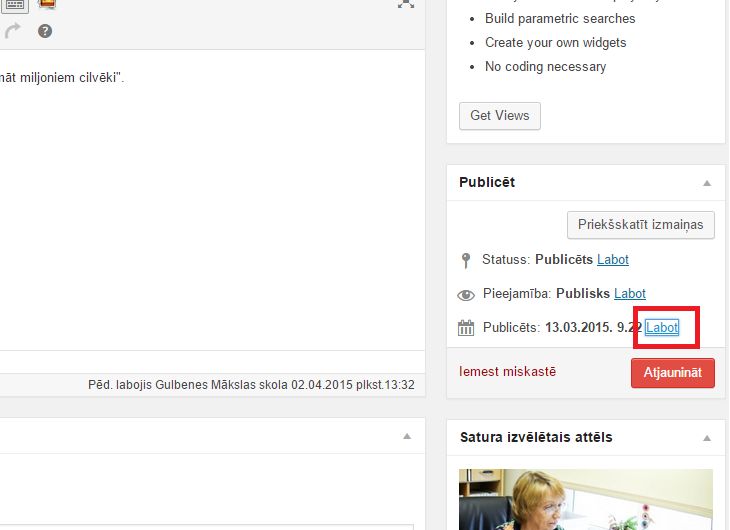 Build parametric searches
Create your own widgets
No coding necessary
māt miljoniem cilvēki".
Get Views
Publicēt
Priekšskatīt izmaiņas
Statuss: Publicēts Labot
Pieejamība: Publisks Labot
Publicēts: 13.03.2015. 9.22 Labot
Iemest miskastē
Atjaunināt
Pēd. labojis Gulbenes Mākslas skola 02.04.2015 plkst.13:32
Satura izvēlētais attēls